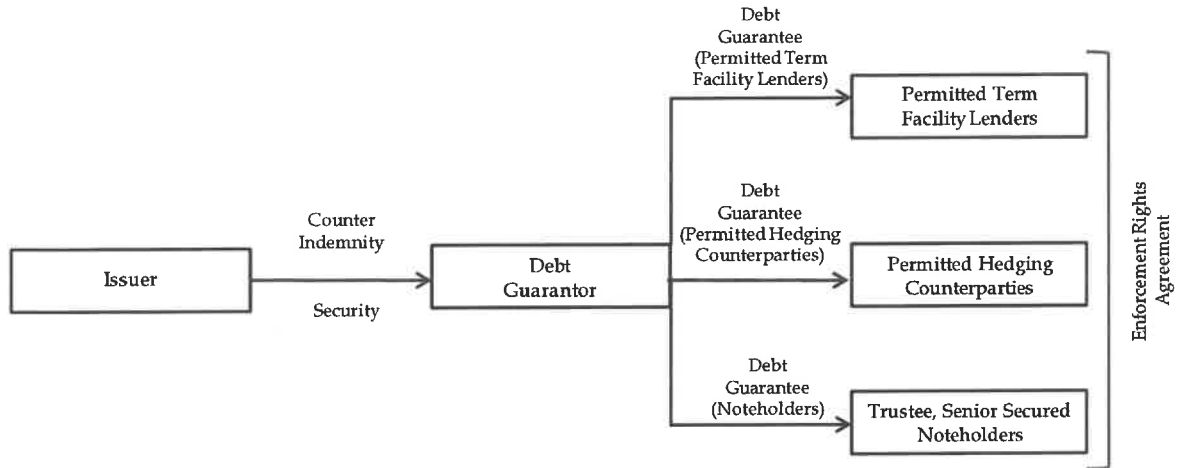 Debt
Guarantee
(Permitted Term
Facility Lenders)
Permitted Term
Facility Lenders
Counter
Indemnity
Issuer
Security
Debt
Guarantor
Debt
Guarantee
(Permitted Hedging
Counterparties)
Permitted Hedging
Counterparties
Debt
Guarantee
(Noteholders)
Trustee, Senior Secured
Noteholders
Enforcement Rights
Agreement